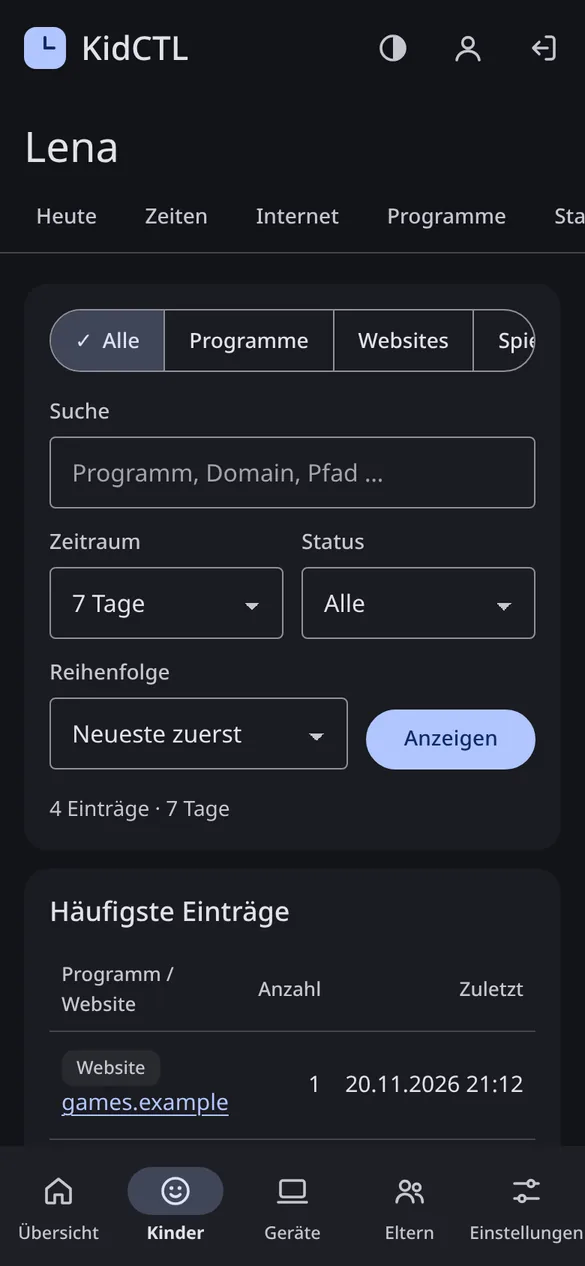 KidCTL
Lena
Heute Zeiten Internet Programme Sta
✓ Alle Programme Websites Spie
Suche
Programm, Domain, Pfad ...
Zeitraum Status
7 Tage Alle
Reihenfolge
Neueste zuerst Anzeigen
4 Einträge · 7 Tage
Häufigste Einträge
Programm /
Website Anzahl Zuletzt
Website
games.example 1 20.11.2026 21:12
Übersicht Kinder Geräte Eltern Einstellungen